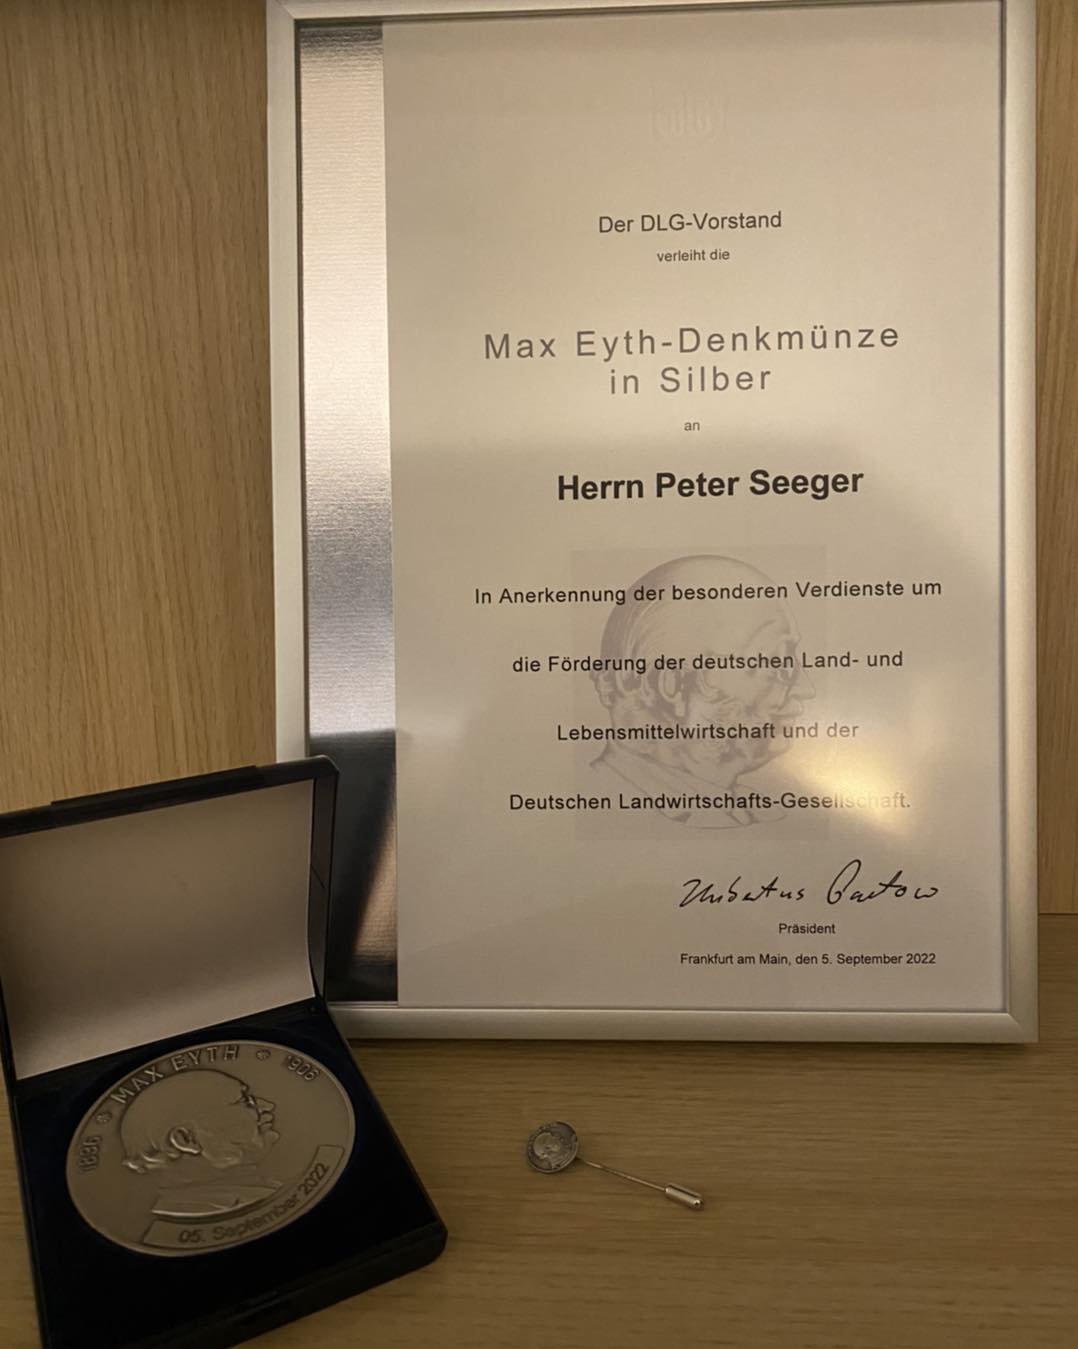 Der DLG-Vorstand
verleiht die
Max Eyth-Denkmünze
in Silber
an
Herrn Peter Seeger
In Anerkennung der besonderen Verdienste um
die Förderung der deutschen Land- und
Lebensmittelwirtschaft und der
Deutschen Landwirtschafts-Gesellschaft.
Hubertus Paetow
Präsident
Frankfurt am Main, den 5. September 2022
1836 MAX EYTH 1906
05. September 2022